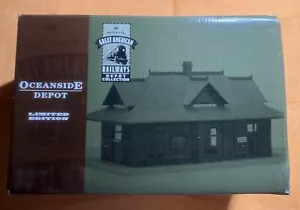 GREAT AMERICAN
RAILWAYS
DEPOT
COLLECTION
OCEANSIDE
DEPOT
LIMITED
EDITION